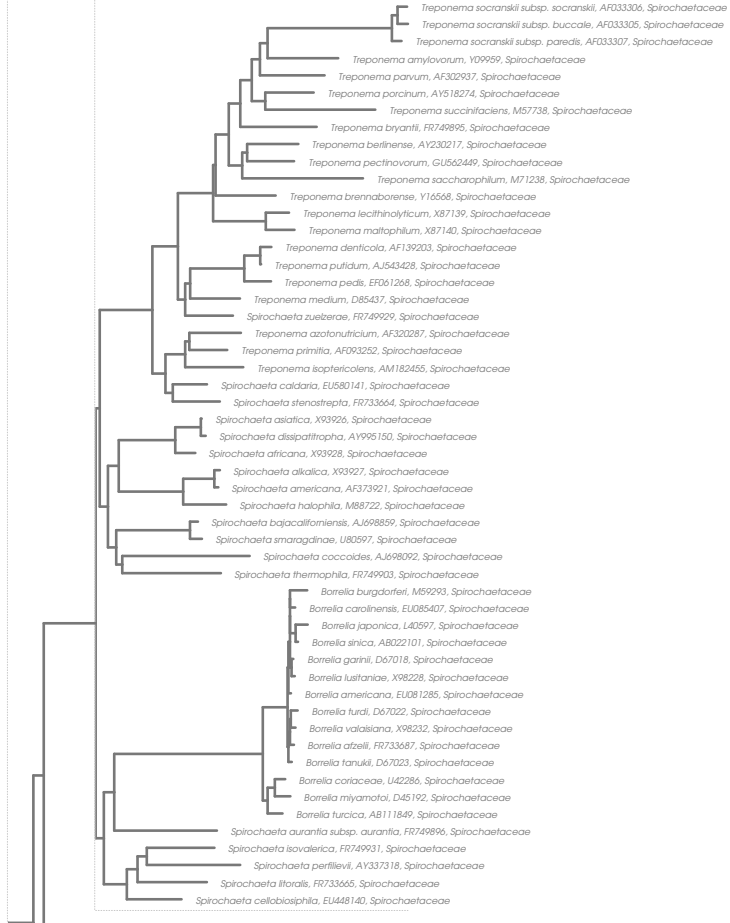 Treponema socranskii subsp. socranskii, AF033306, Spirochaetaceae
Treponema socranskii subsp. buccale, AF033305, Spirochaetaceae
Treponema socranskii subsp. paredis, AF033307, Spirochaetaceae
Treponema amylovorum, Y09959, Spirochaetaceae
Treponema parvum, AF302937, Spirochaetaceae
Treponema porcinum, AY518274, Spirochaetaceae
Treponema succinifaciens, M57738, Spirochaetaceae
Treponema bryantii, FR749895, Spirochaetaceae
Treponema berlinense, AY230217, Spirochaetaceae
Treponema pectinovorum, GU562449, Spirochaetaceae
Treponema saccharophilum, M71238, Spirochaetaceae
Treponema brennaborense, Y16568, Spirochaetaceae
Treponema lecithinolyticum, X87139, Spirochaetaceae
Treponema maltophilum, X87140, Spirochaetaceae
Treponema denticola, AF139203, Spirochaetaceae
Treponema putidum, AJ543428, Spirochaetaceae
Treponema pedis, EF061268, Spirochaetaceae
Treponema medium, D85437, Spirochaetaceae
Spirochaeta zuelzerae, FR749929, Spirochaetaceae
Treponema azotonutricium, AF320287, Spirochaetaceae
Treponema primitia, AF093252, Spirochaetaceae
Treponema isoptericolens, AM182455, Spirochaetaceae
Spirochaeta caldaria, EU580141, Spirochaetaceae
Spirochaeta stenostrepta, FR733664, Spirochaetaceae
Spirochaeta asiatica, X93926, Spirochaetaceae
Spirochaeta dissipatitropha, AY995150, Spirochaetaceae
Spirochaeta africana, X93928, Spirochaetaceae
Spirochaeta alkalica, X93927, Spirochaetaceae
Spirochaeta americana, AF373921, Spirochaetaceae
Spirochaeta halophila, M88722, Spirochaetaceae
Spirochaeta bajacaliforniensis, AJ698859, Spirochaetaceae
Spirochaeta smaragdinae, U80597, Spirochaetaceae
Spirochaeta coccoides, AJ698092, Spirochaetaceae
Spirochaeta thermophila, FR749903, Spirochaetaceae
Borrelia burgdorferi, M59293, Spirochaetaceae
Borrelia carolinensis, EU085407, Spirochaetaceae
Borrelia japonica, L40597, Spirochaetaceae
Borrelia sinica, AB022101, Spirochaetaceae
Borrelia garinii, D67018, Spirochaetaceae
Borrelia lusitaniae, X98228, Spirochaetaceae
Borrelia americana, EU081285, Spirochaetaceae
Borrelia turdi, D67022, Spirochaetaceae
Borrelia valaisiana, X98232, Spirochaetaceae
Borrelia afzelii, FR733687, Spirochaetaceae
Borrelia tanukii, D67023, Spirochaetaceae
Borrelia coriaceae, U42286, Spirochaetaceae
Borrelia miyamotoi, D45192, Spirochaetaceae
Borrelia turcica, AB111849, Spirochaetaceae
Spirochaeta aurantia subsp. aurantia, FR749896, Spirochaetaceae
Spirochaeta isovalerica, FR749931, Spirochaetaceae
Spirochaeta perfilievii, AY337318, Spirochaetaceae
Spirochaeta litoralis, FR733665, Spirochaetaceae
Spirochaeta cellobiosiphila, EU448140, Spirochaetaceae